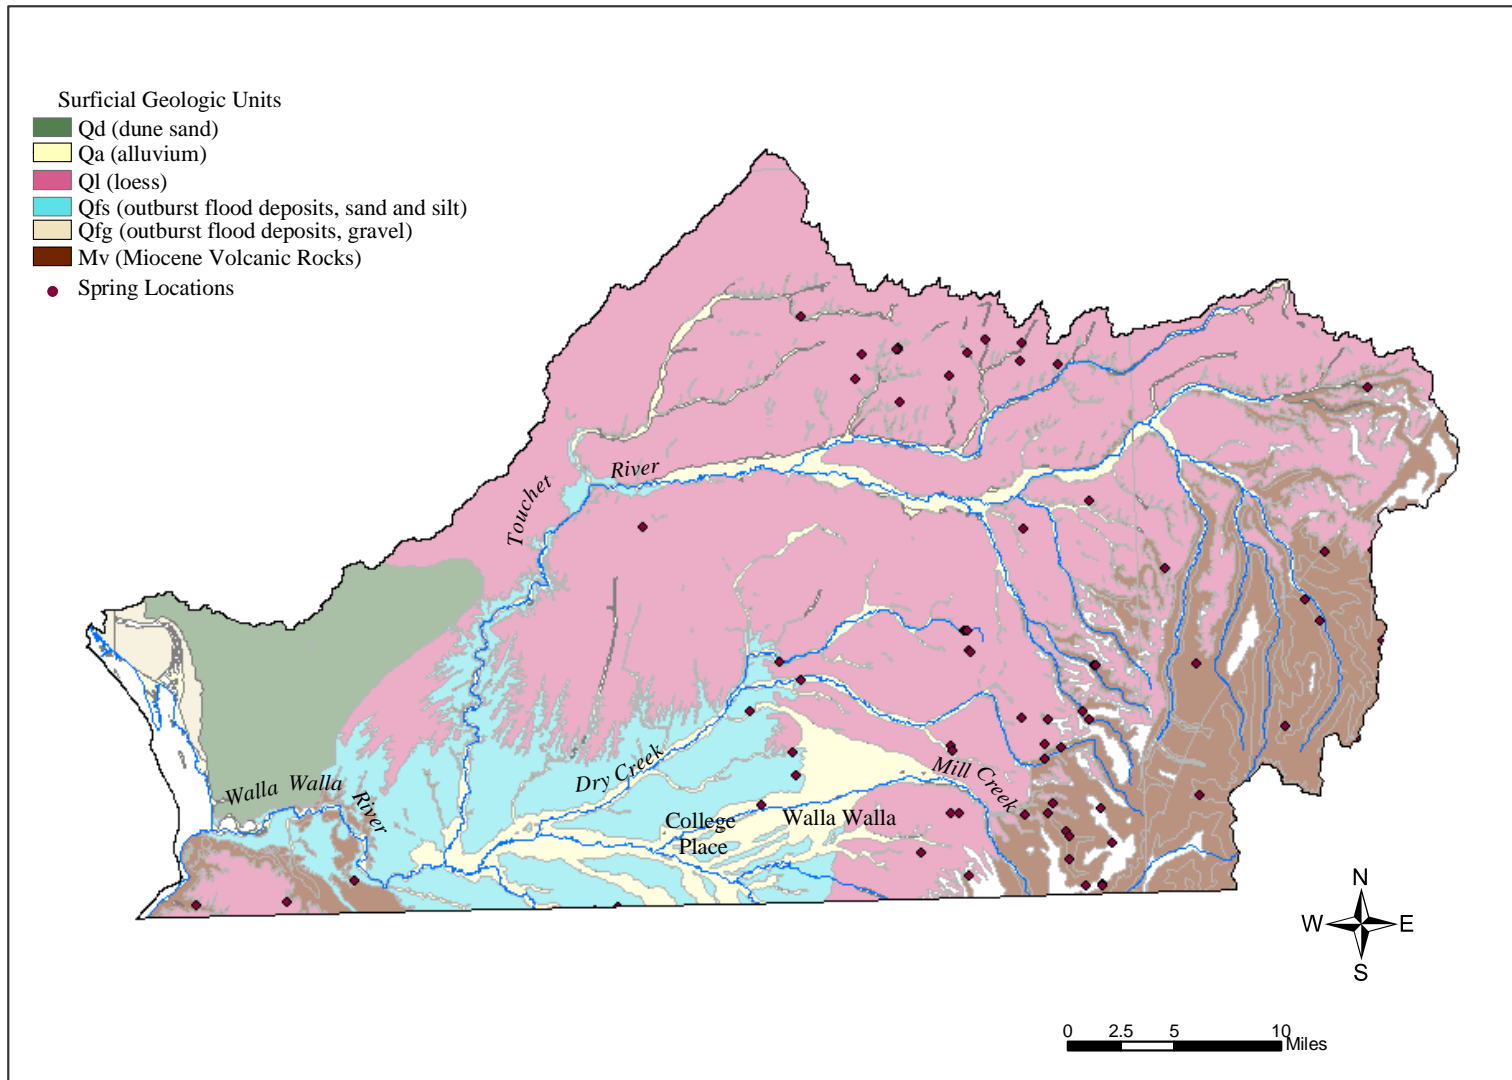 Surficial Geologic Units
Qd (dune sand)
Qa (alluvium)
Ql (loess)
Qfs (outburst flood deposits, sand and silt)
Qfg (outburst flood deposits, gravel)
Mv (Miocene Volcanic Rocks)
Spring Locations
Touchet
River
Walla Walla
River
Dry Creek
Mill Creek
College
Place
Walla Walla
N
W
E
S
0
2.5
5
10
Miles